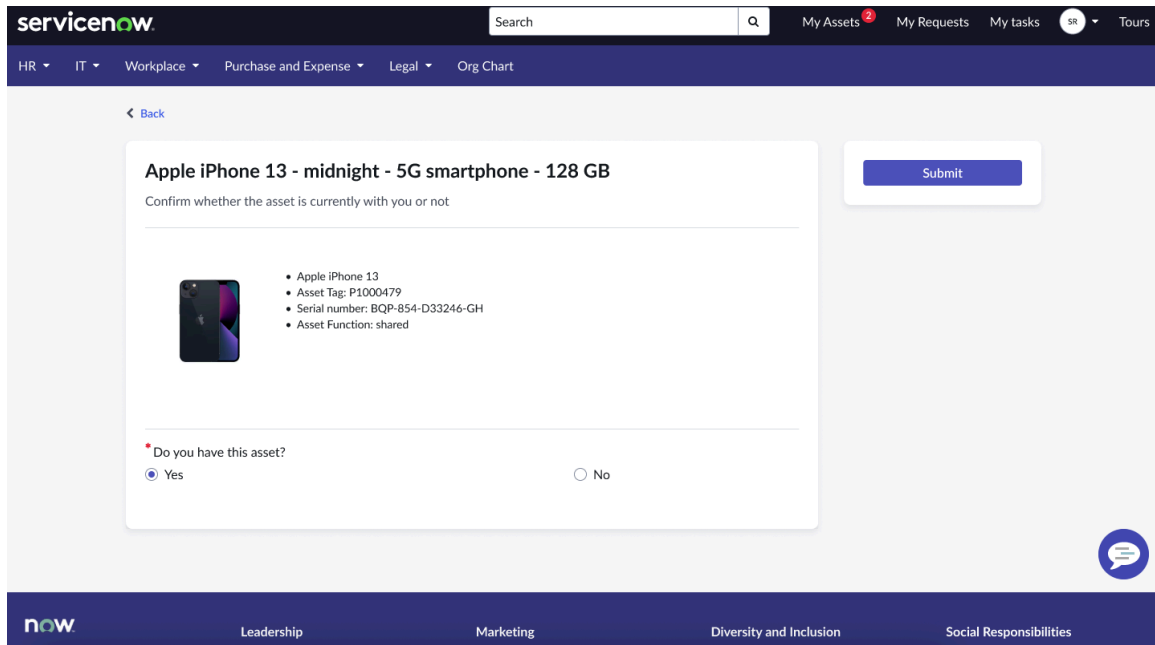 servicenow.
Search
My Assets 2
My Requests
My tasks
SR
Tours
HR
IT
Workplace
Purchase and Expense
Legal
Org Chart
Back
Apple iPhone 13 - midnight - 5G smartphone - 128 GB
Confirm whether the asset is currently with you or not
Submit
Apple iPhone 13
Asset Tag: P1000479
Serial number: BQP-854-D33246-GH
Asset Function: shared
* Do you have this asset?
Yes
No
now.
Leadership
Marketing
Diversity and Inclusion
Social Responsibilities